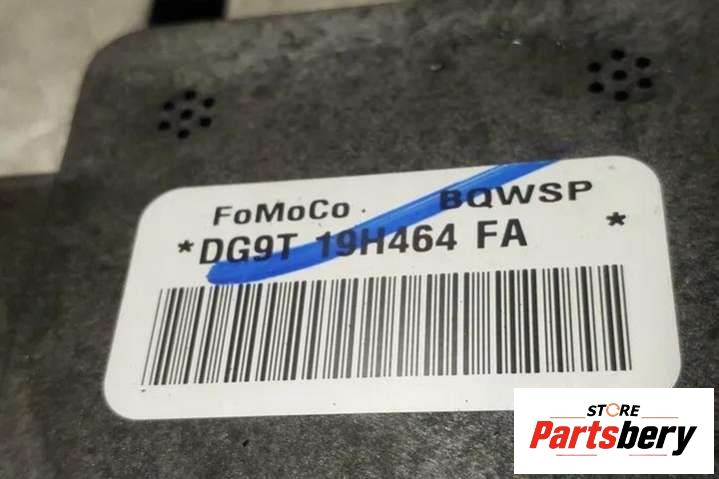 FoMoCo. BQWSP
*DG9T 19H464 FA *
STORE
Partsbery